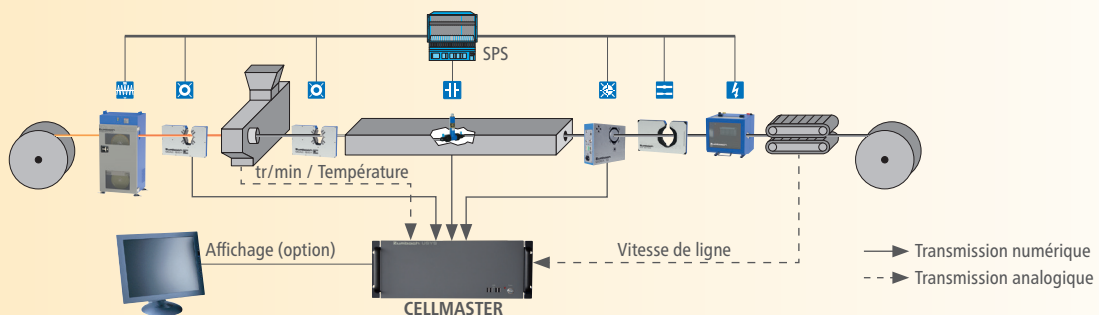 SPS
tr/min / Température
Affichage (option)
Vitesse de ligne
Transmission numérique
Transmission analogique
CELLMASTER